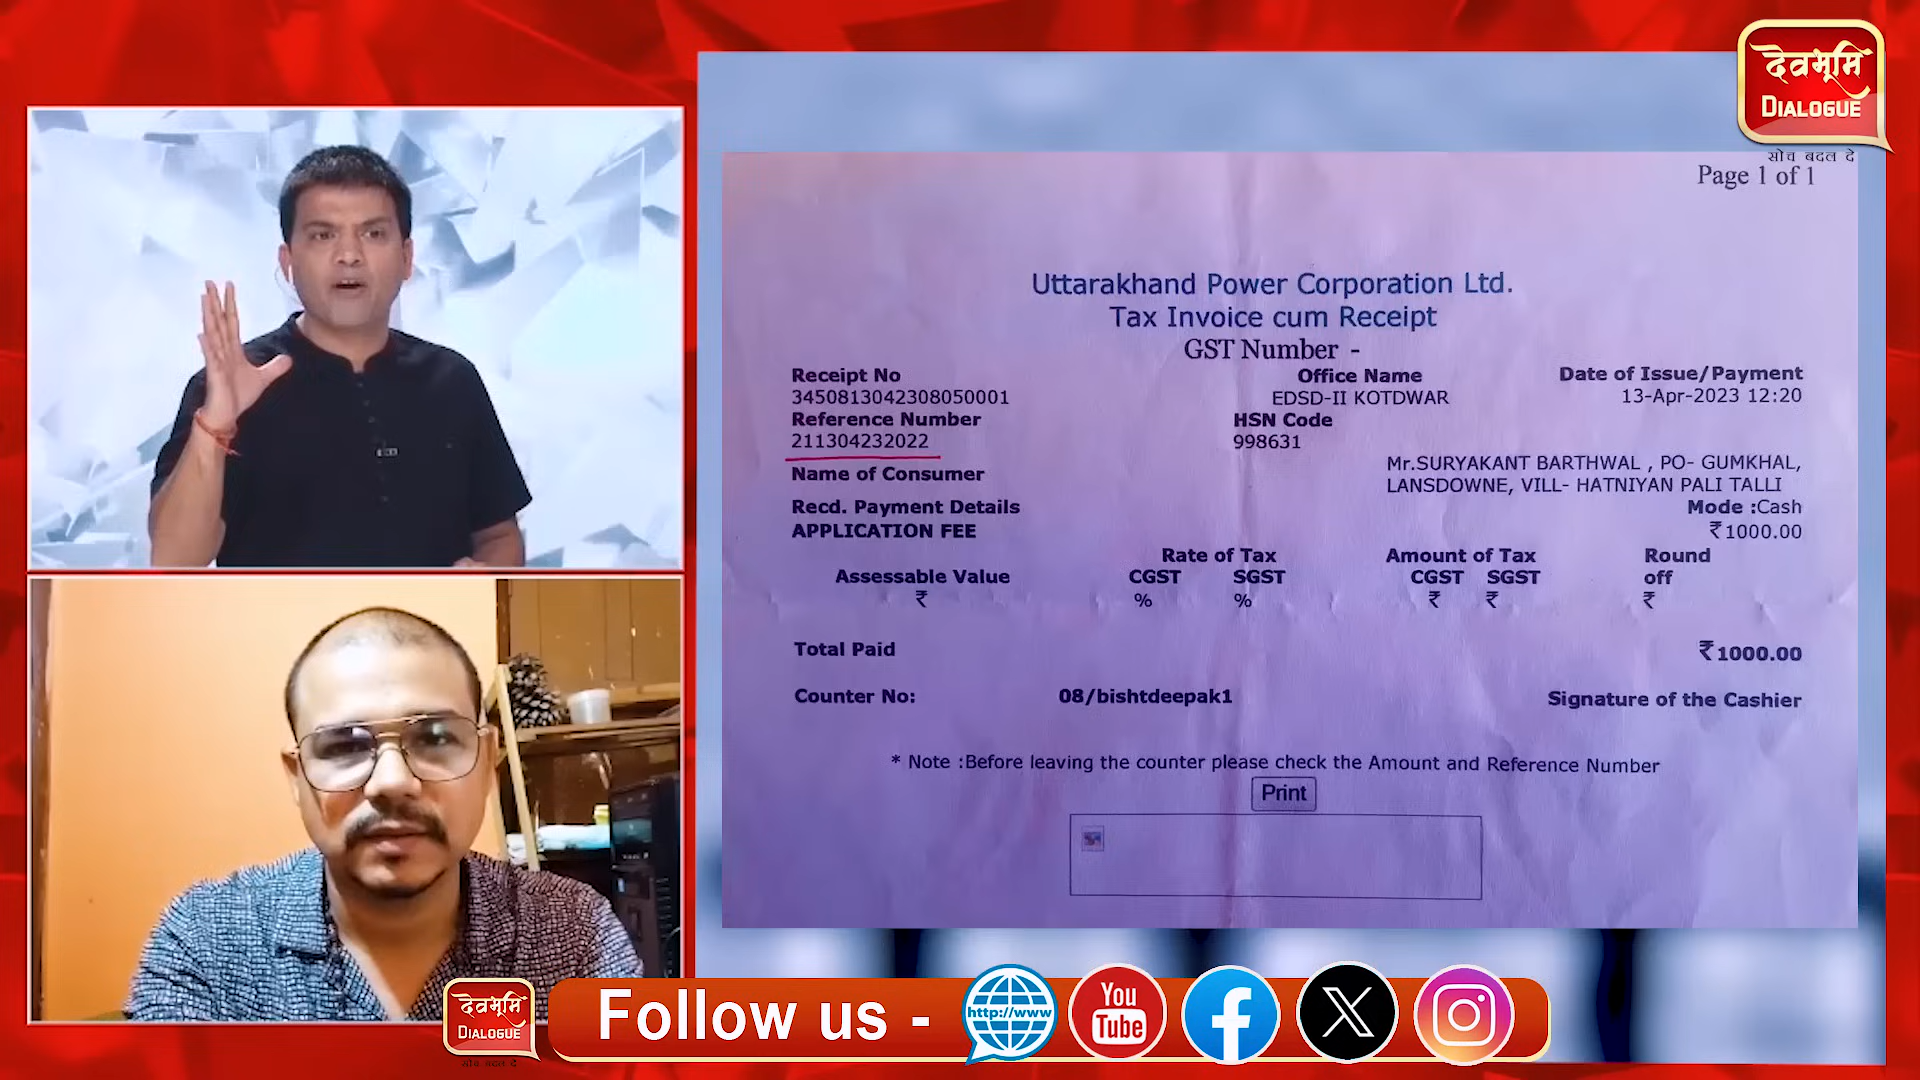 देवभूमि
DIALOGUE
सोच बदल दे
Page 1 of 1
Uttarakhand Power Corporation Ltd.
Tax Invoice cum Receipt
GST Number -
Receipt No Office Name Date of Issue/Payment
3450813042308050001 EDSD-II KOTDWAR 13-Apr-2023 12:20
Reference Number HSN Code
211304232022 998631
Name of Consumer Mr.SURYAKANT BARTHWAL , PO- GUMKHAL,
LANSDOWNE, VILL- HATNIYAN PALI TALLI
Recd. Payment Details Mode :Cash
APPLICATION FEE ₹1000.00
Rate of Tax Amount of Tax Round
Assessable Value CGST SGST CGST SGST off
₹ % % ₹ ₹ ₹
Total Paid ₹1000.00
Counter No: 08/bishtdeepak1 Signature of the Cashier
* Note :Before leaving the counter please check the Amount and Reference Number
Print
देवभूमि
DIALOGUE
सोच बदल दे
Follow us -
http://www
You
Tube